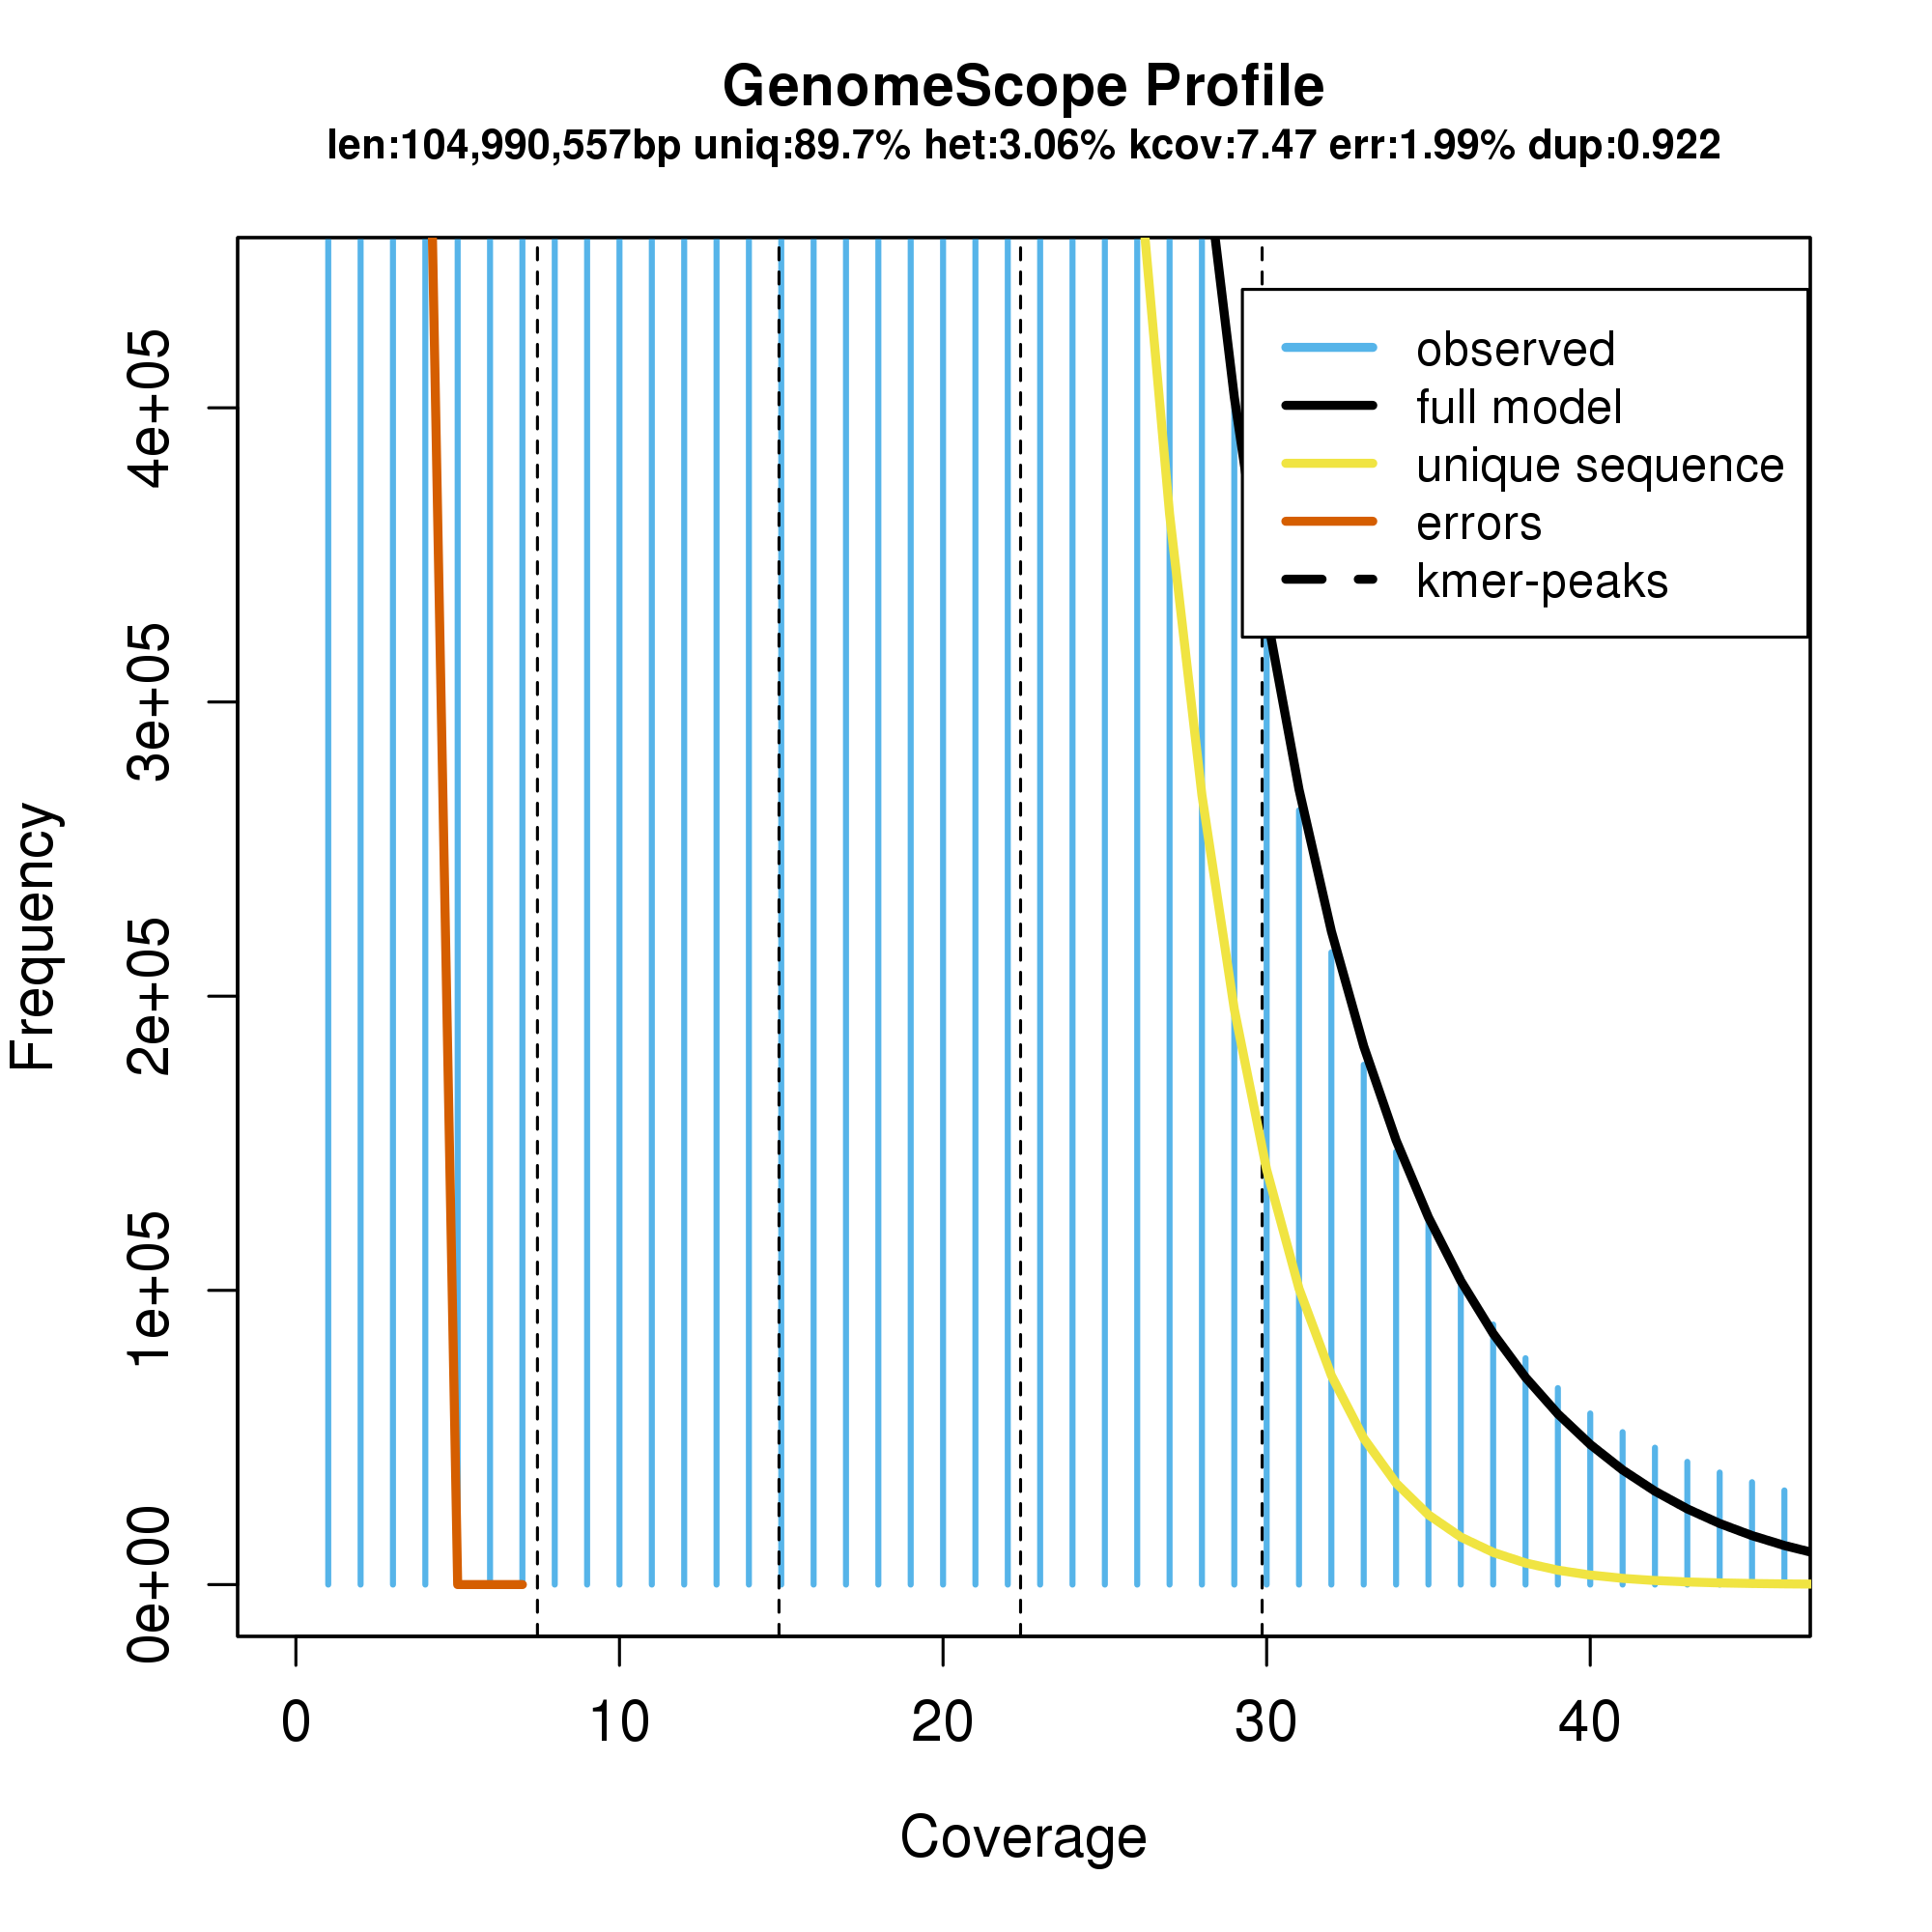 GenomeScope Profile
len:104,990,557bp uniq:89.7% het:3.06% kcov:7.47 err:1.99% dup:0.922
observed
full model
unique sequence
errors
kmer-peaks
Frequency
4e+05
3e+05
2e+05
1e+05
0e+00
0 10 20 30 40
Coverage